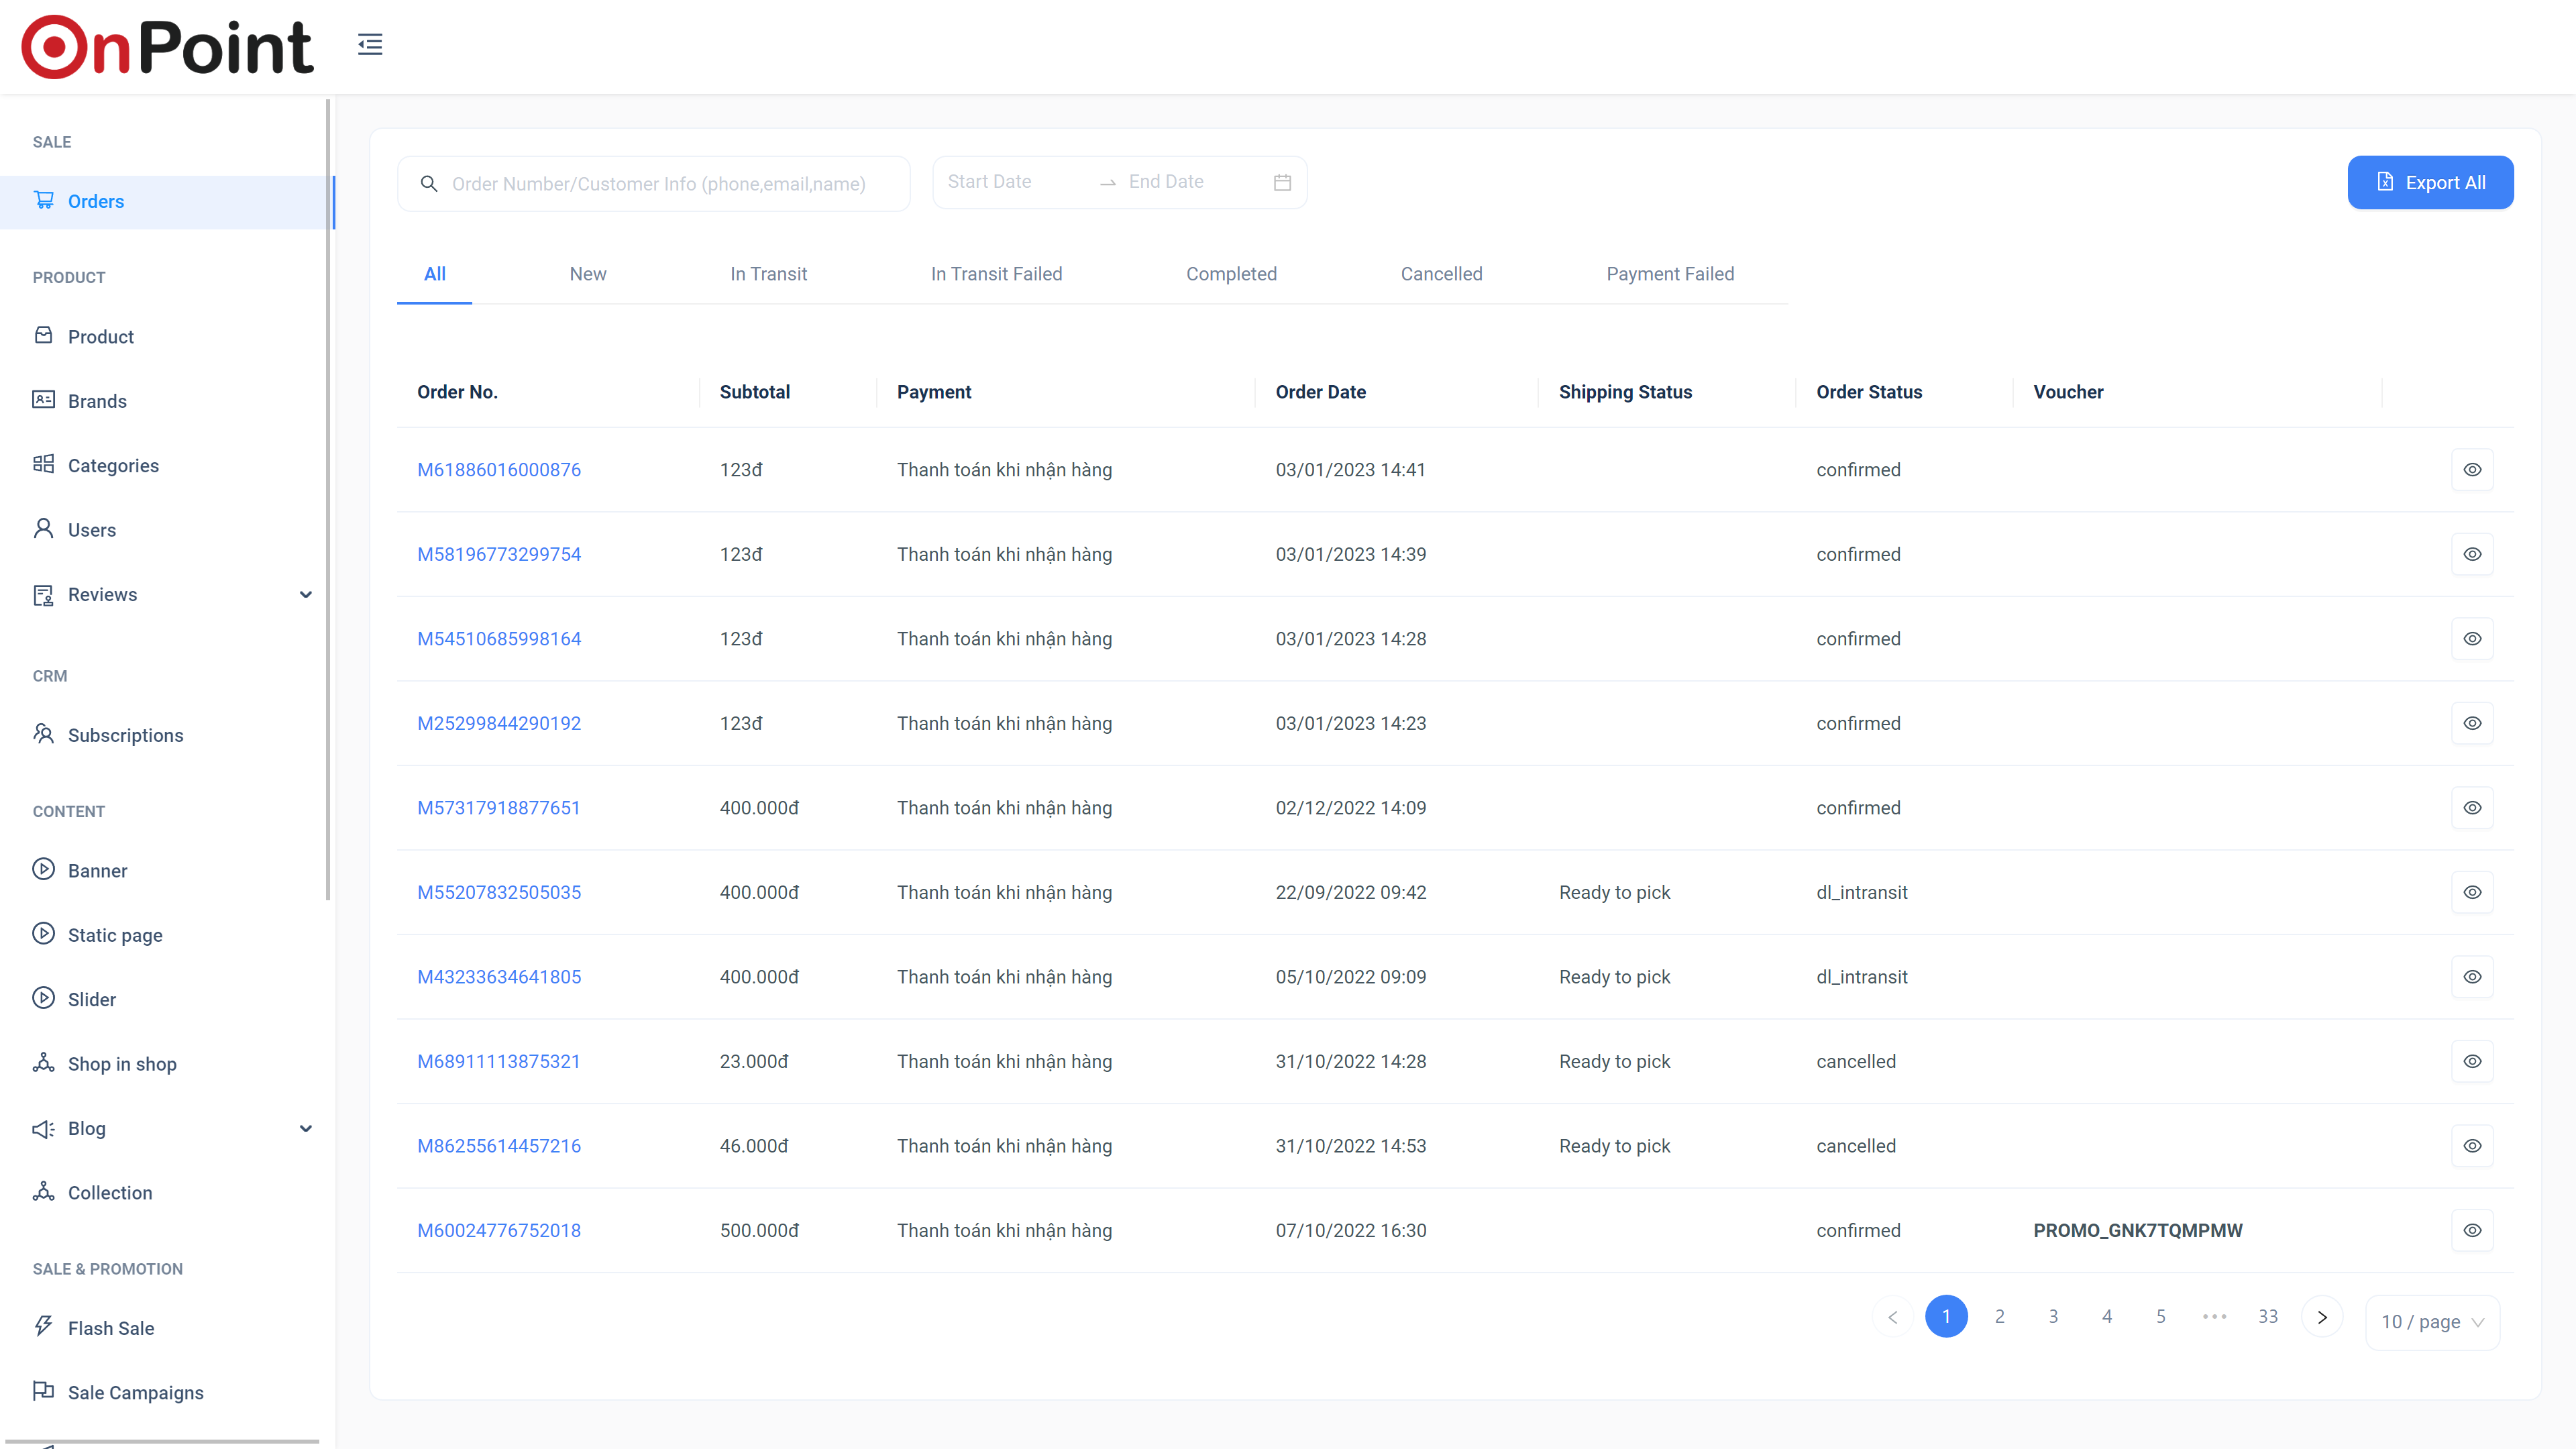 OnPoint
SALE
Orders
PRODUCT
Product
Brands
Categories
Users
Reviews
CRM
Subscriptions
CONTENT
Banner
Static page
Slider
Shop in shop
Blog
Collection
SALE & PROMOTION
Flash Sale
Sale Campaigns
Order Number/Customer Info (phone,email,name) Start Date End Date Export All
All New In Transit In Transit Failed Completed Cancelled Payment Failed
Order No. Subtotal Payment Order Date Shipping Status Order Status Voucher
M61886016000876 123đ Thanh toán khi nhận hàng 03/01/2023 14:41 confirmed
M58196773299754 123đ Thanh toán khi nhận hàng 03/01/2023 14:39 confirmed
M54510685998164 123đ Thanh toán khi nhận hàng 03/01/2023 14:28 confirmed
M25299844290192 123đ Thanh toán khi nhận hàng 03/01/2023 14:23 confirmed
M57317918877651 400.000đ Thanh toán khi nhận hàng 02/12/2022 14:09 confirmed
M55207832505035 400.000đ Thanh toán khi nhận hàng 22/09/2022 09:42 Ready to pick dl_intransit
M43233634641805 400.000đ Thanh toán khi nhận hàng 05/10/2022 09:09 Ready to pick dl_intransit
M68911113875321 23.000đ Thanh toán khi nhận hàng 31/10/2022 14:28 Ready to pick cancelled
M86255614457216 46.000đ Thanh toán khi nhận hàng 31/10/2022 14:53 Ready to pick cancelled
M60024776752018 500.000đ Thanh toán khi nhận hàng 07/10/2022 16:30 confirmed PROMO_GNK7TQMPMW
1 2 3 4 5 ••• 33 10 / page